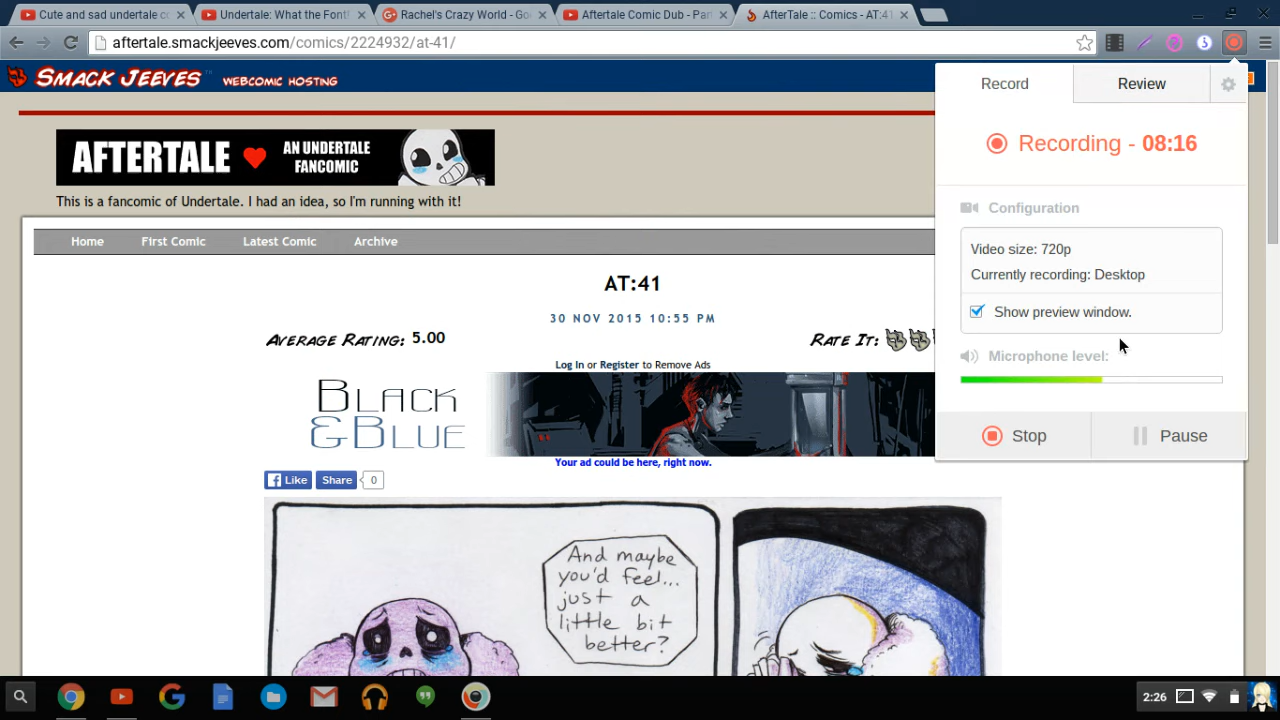 Cute and sad undertale co
Undertale: What the Font!
Rachel's Crazy World - Go
Aftertale Comic Dub - Part
AfterTale :: Comics - AT:41
aftertale.smackjeeves.com/comics/2224932/at-41/
SMACK JEEVES
WEBCOMIC HOSTING
AFTERTALE
AN UNDERTALE
FANCOMIC
This is a fancomic of Undertale. I had an idea, so I'm running with it!
Home
First Comic
Latest Comic
Archive
AT:41
30 NOV 2015 10:55 PM
AVERAGE RATING: 5.00
RATE IT:
Log In or Register to Remove Ads
BLACK
&BLUE
Your ad could be here, right now.
Like
Share
0
And maybe
you'd feel...
just a
little bit
better?
Record
Review
Recording - 08:16
Configuration
Video size: 720p
Currently recording: Desktop
Show preview window.
Microphone level:
Stop
Pause
2:26